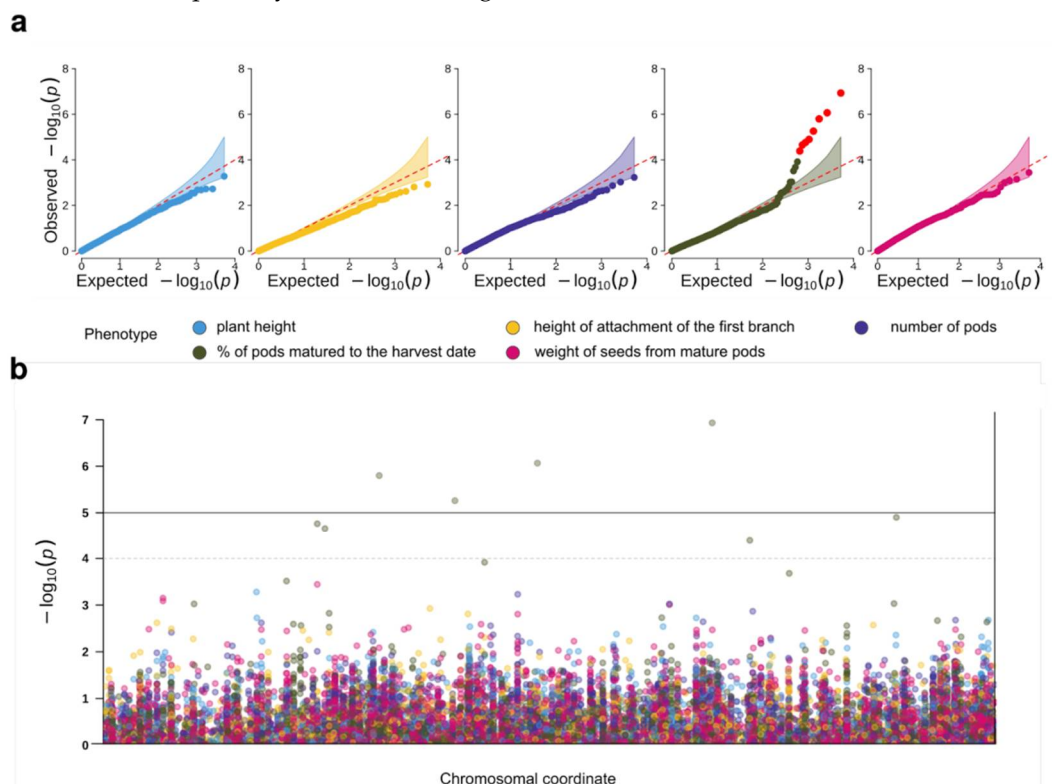 a
8 8 8 8 8
6 6 6 6 6
4 4 4 4 4
2 2 2 2 2
0 0 0 0 0
Observed −log10(p)
0 1 2 3 4 0 1 2 3 4 0 1 2 3 4 0 1 2 3 4 0 1 2 3 4
Expected −log10(p) Expected −log10(p) Expected −log10(p) Expected −log10(p) Expected −log10(p)
Phenotype plant height height of attachment of the first branch number of pods
% of pods matured to the harvest date weight of seeds from mature pods
b
7
6
5
4
3
2
1
0
−log10(p)
Chromosomal coordinate